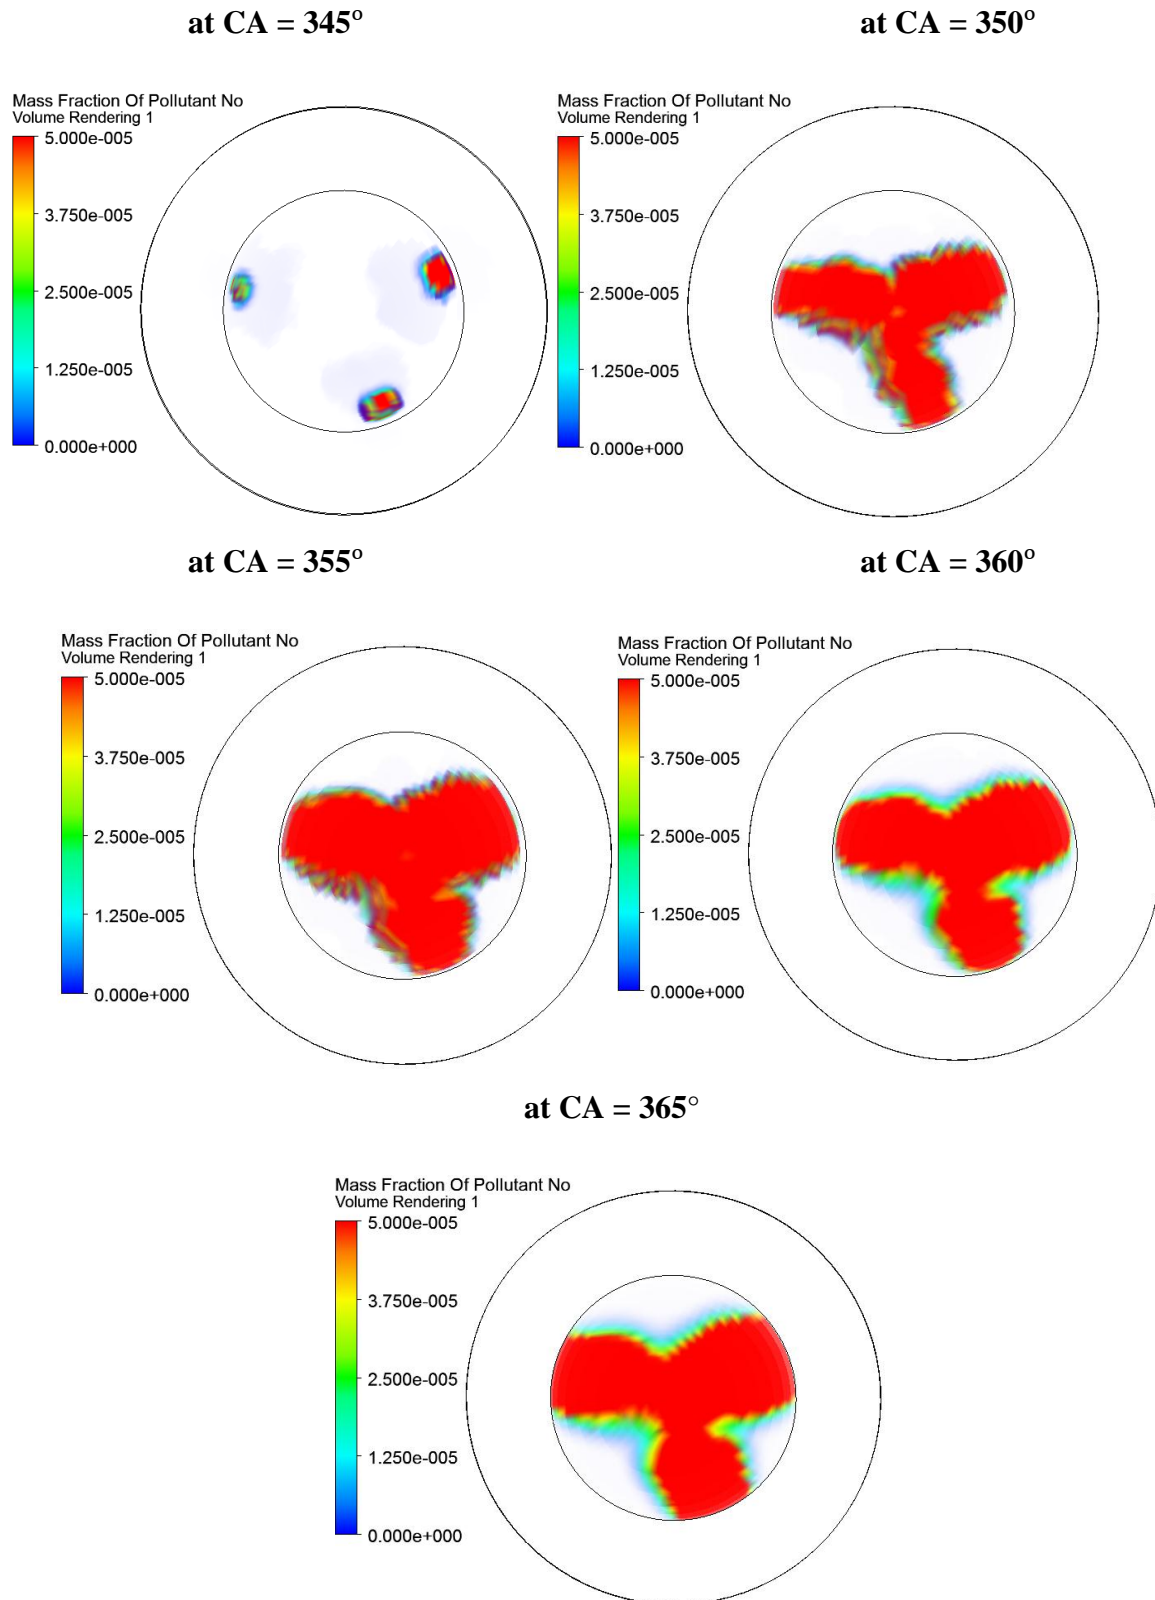 at CA = 345°
at CA = 350°
Mass Fraction Of Pollutant No
Volume Rendering 1
5.000e-005
3.750e-005
2.500e-005
1.250e-005
0.000e+000
Mass Fraction Of Pollutant No
Volume Rendering 1
5.000e-005
3.750e-005
2.500e-005
1.250e-005
0.000e+000
at CA = 355°
at CA = 360°
Mass Fraction Of Pollutant No
Volume Rendering 1
5.000e-005
3.750e-005
2.500e-005
1.250e-005
0.000e+000
Mass Fraction Of Pollutant No
Volume Rendering 1
5.000e-005
3.750e-005
2.500e-005
1.250e-005
0.000e+000
at CA = 365°
Mass Fraction Of Pollutant No
Volume Rendering 1
5.000e-005
3.750e-005
2.500e-005
1.250e-005
0.000e+000